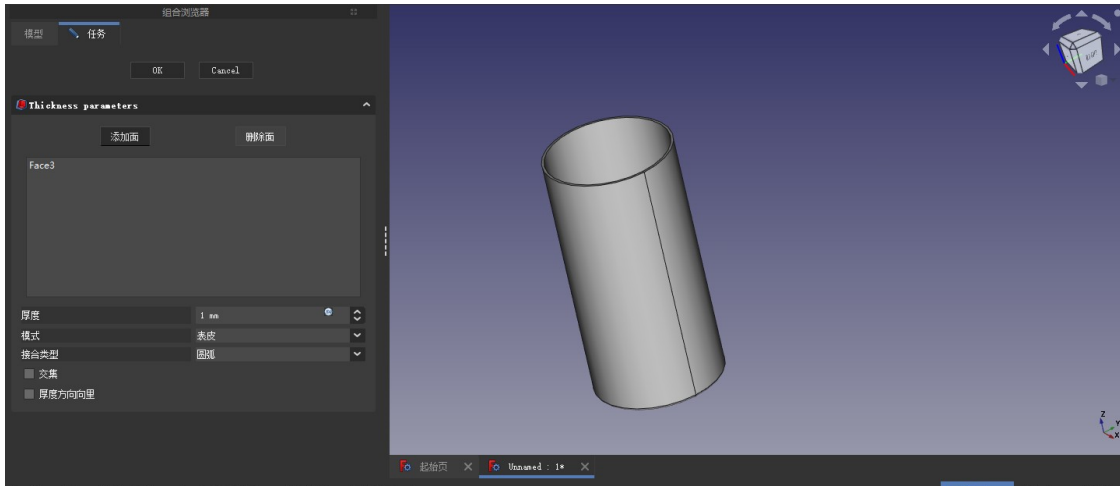 组合浏览器
模型 任务
OK Cancel
Thickness parameters
添加面 删除面
Face3
厚度 1 mm
模式 表皮
接合类型 圆弧
交集
厚度方向向里
Z
Y
X
起始页 Unnamed : 1*